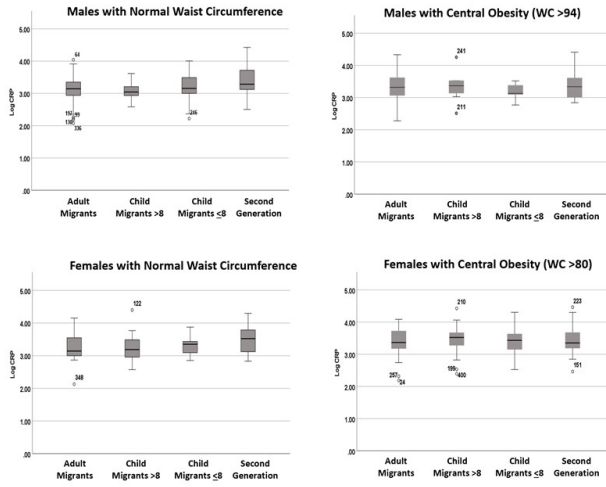 Males with Normal Waist Circumference
5.00
4.00
3.00
2.00
1.00
.00
Log CRP
64
246
336
Adult Migrants
Child Migrants >8
Child Migrants ≤8
Second Generation
Males with Central Obesity (WC >94)
5.00
4.00
3.00
2.00
1.00
.00
Log CRP
241
211
Adult Migrants
Child Migrants >8
Child Migrants ≤8
Second Generation
Females with Normal Waist Circumference
5.00
4.00
3.00
2.00
1.00
.00
Log CRP
122
348
Adult Migrants
Child Migrants >8
Child Migrants ≤8
Second Generation
Females with Central Obesity (WC >80)
5.00
4.00
3.00
2.00
1.00
.00
Log CRP
257
24
210
199
400
223
151
Adult Migrants
Child Migrants >8
Child Migrants ≤8
Second Generation